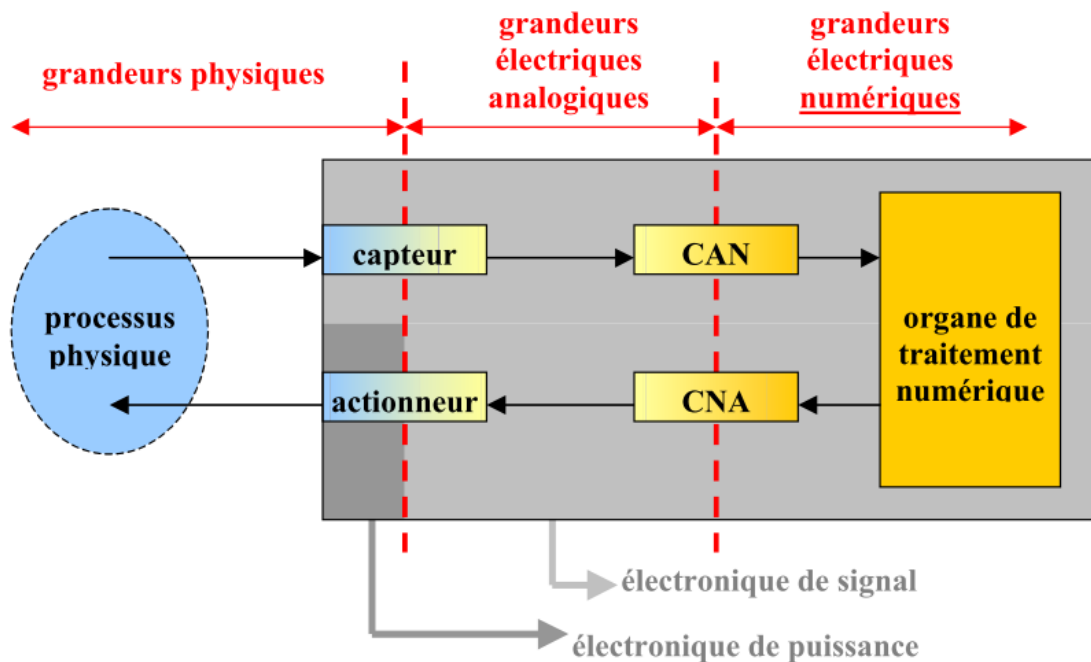 grandeurs physiques
grandeurs
électriques
analogiques
grandeurs
électriques
numériques
processus
physique
capteur
CAN
organe de
traitement
numérique
actionneur
CNA
électronique de signal
électronique de puissance